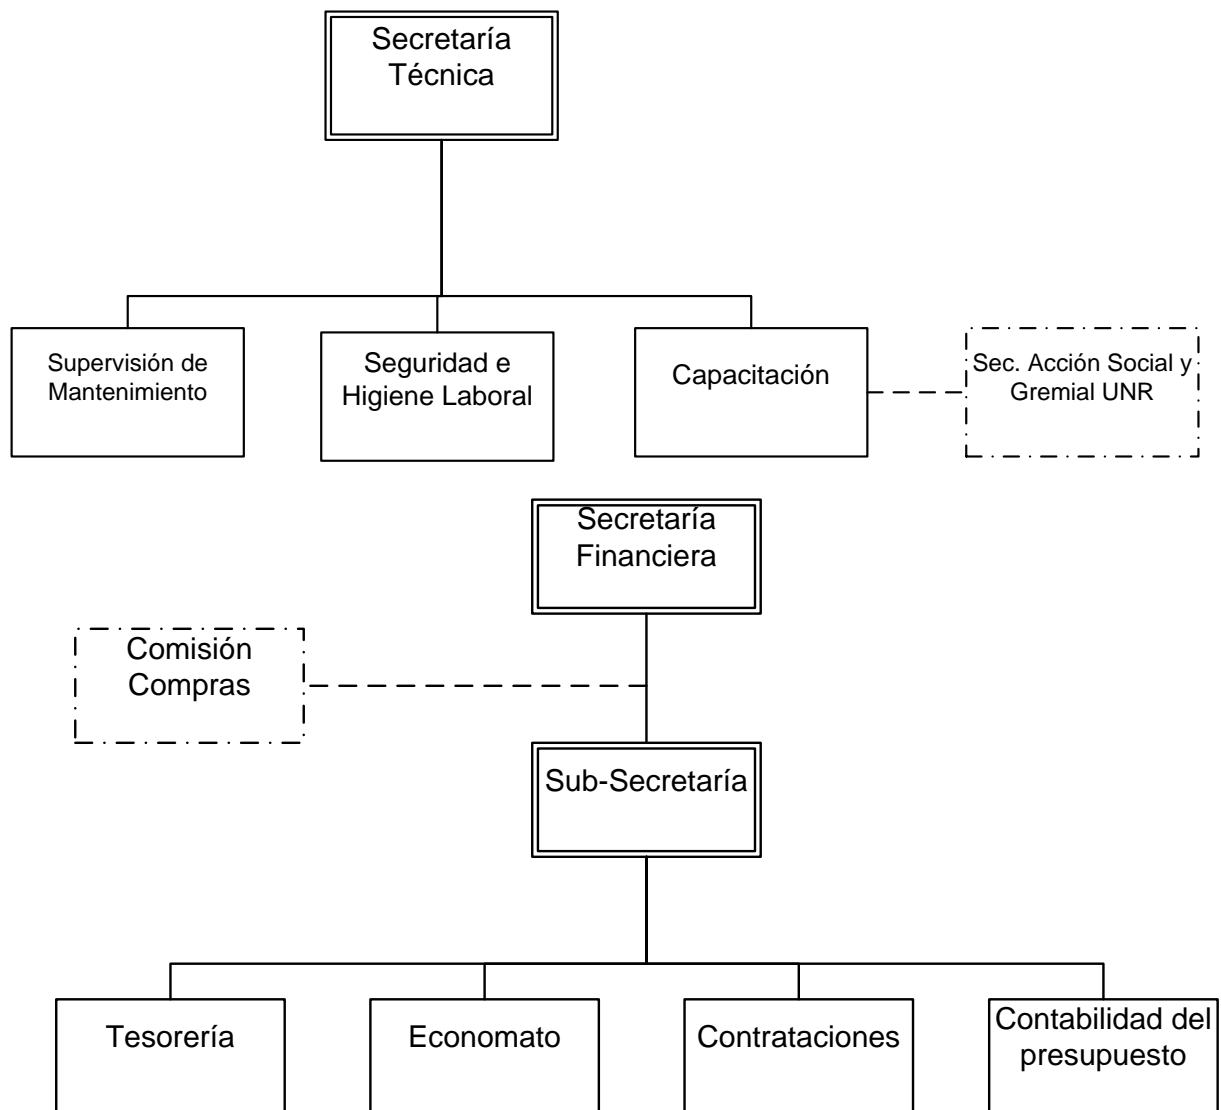 Secretaría
Técnica
Supervisión de
Mantenimiento
Seguridad e
Higiene Laboral
Capacitación
Sec. Acción Social y
Gremial UNR
Secretaría
Financiera
Comisión
Compras
Sub-Secretaría
Tesorería
Economato
Contrataciones
Contabilidad del
presupuesto